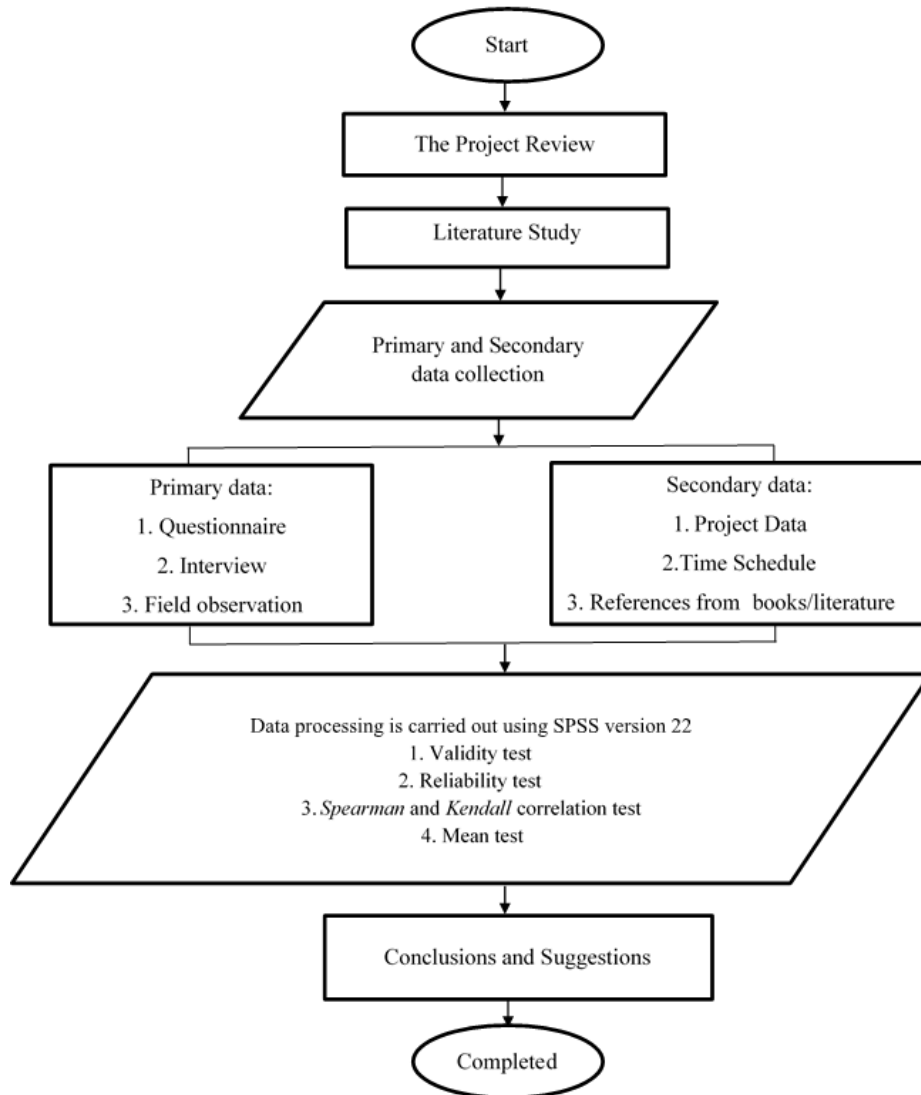 Start
The Project Review
Literature Study
Primary and Secondary
data collection
Primary data:
1. Questionnaire
2. Interview
3. Field observation
Secondary data:
1. Project Data
2.Time Schedule
3. References from books/literature
Data processing is carried out using SPSS version 22
1. Validity test
2. Reliability test
3. Spearman and Kendall correlation test
4. Mean test
Conclusions and Suggestions
Completed